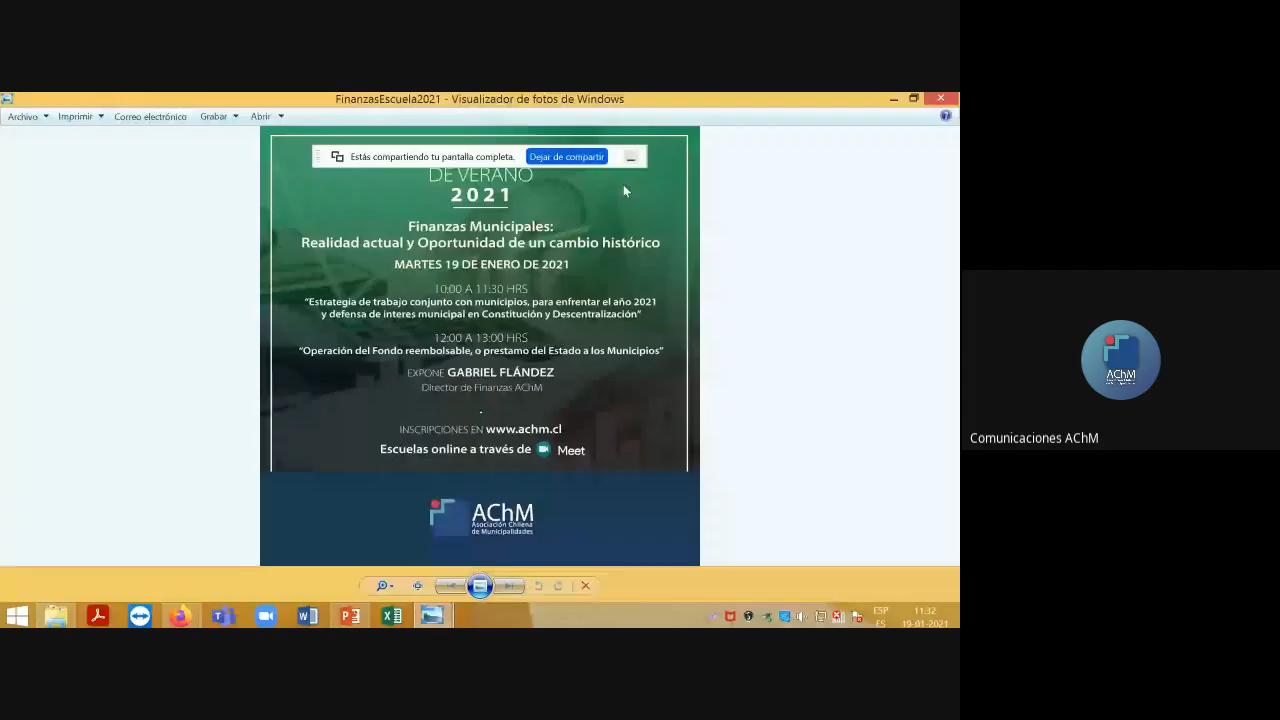 FinanzasEscuela2021 - Visualizador de fotos de Windows
Archivo Imprimir Correo electrónico Grabar Abrir
Estás compartiendo tu pantalla completa. Dejar de compartir
DE VERANO
2021
Finanzas Municipales:
Realidad actual y Oportunidad de un cambio histórico
MARTES 19 DE ENERO DE 2021
10:00 A 11:30 HRS
"Estrategia de trabajo conjunto con municipios, para enfrentar el año 2021
y defensa de interes municipal en Constitución y Descentralización"
12:00 A 13:00 HRS
"Operación del Fondo reembolsable, o prestamo del Estado a los Municipios"
EXPONE GABRIEL FLÁNDEZ
Director de Finanzas AChM
INSCRIPCIONES EN www.achm.cl
Escuelas online a través de Meet
AChM
Asociación Chilena
de Municipalidades
AChM
Comunicaciones AChM
ESP 11:32
ES 19-01-2021